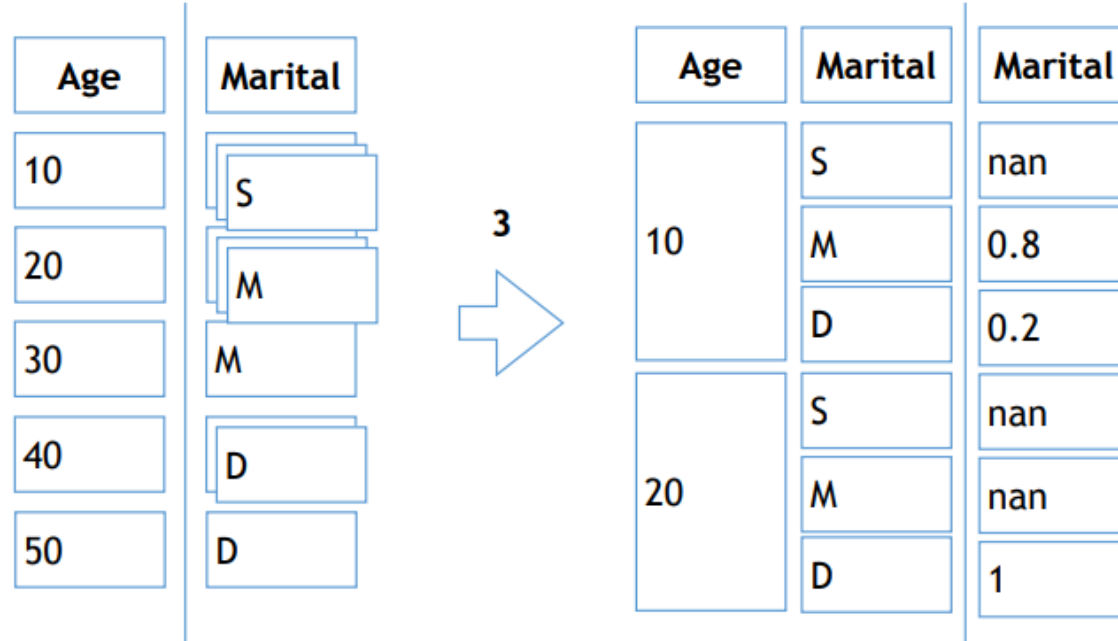 Age Marital
10 S
20 M
30 M
40 D
50 D
3
Age Marital Marital
10
S nan
M 0.8
D 0.2
20
S nan
M nan
D 1